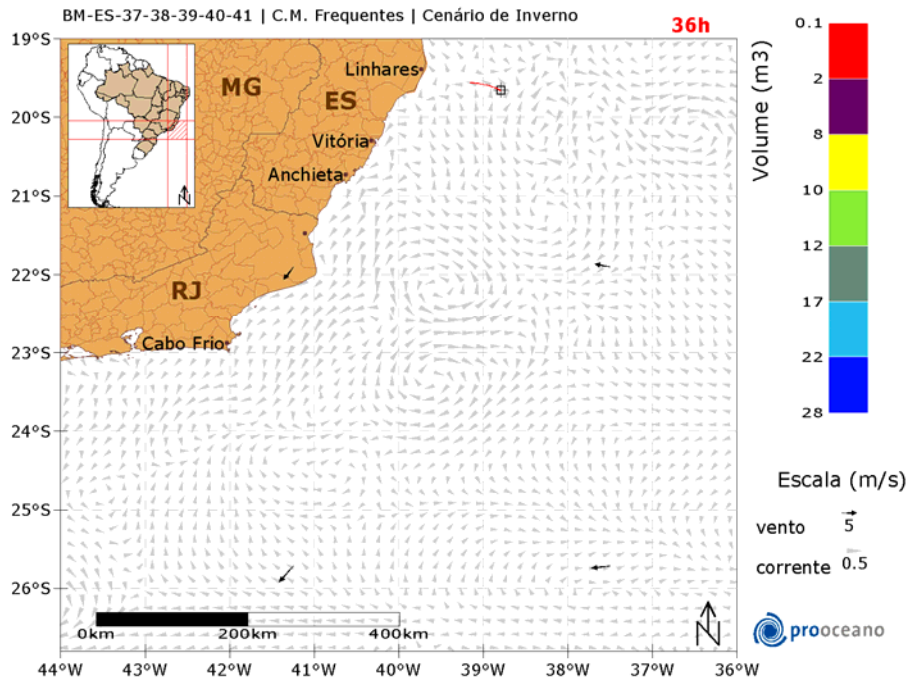 BM-ES-37-38-39-40-41 | C.M. Frequentes | Cenário de Inverno
36h
19°S
20°S
21°S
22°S
23°S
24°S
25°S
26°S
MG
ES
RJ
Linhares
Vitória
Anchieta
Cabo Frio
N
0km
200km
400km
N
44°W
43°W
42°W
41°W
40°W
39°W
38°W
37°W
36°W
Volume (m3)
0.1
2
8
10
12
17
22
28
Escala (m/s)
vento
5
corrente
0.5
prooceano